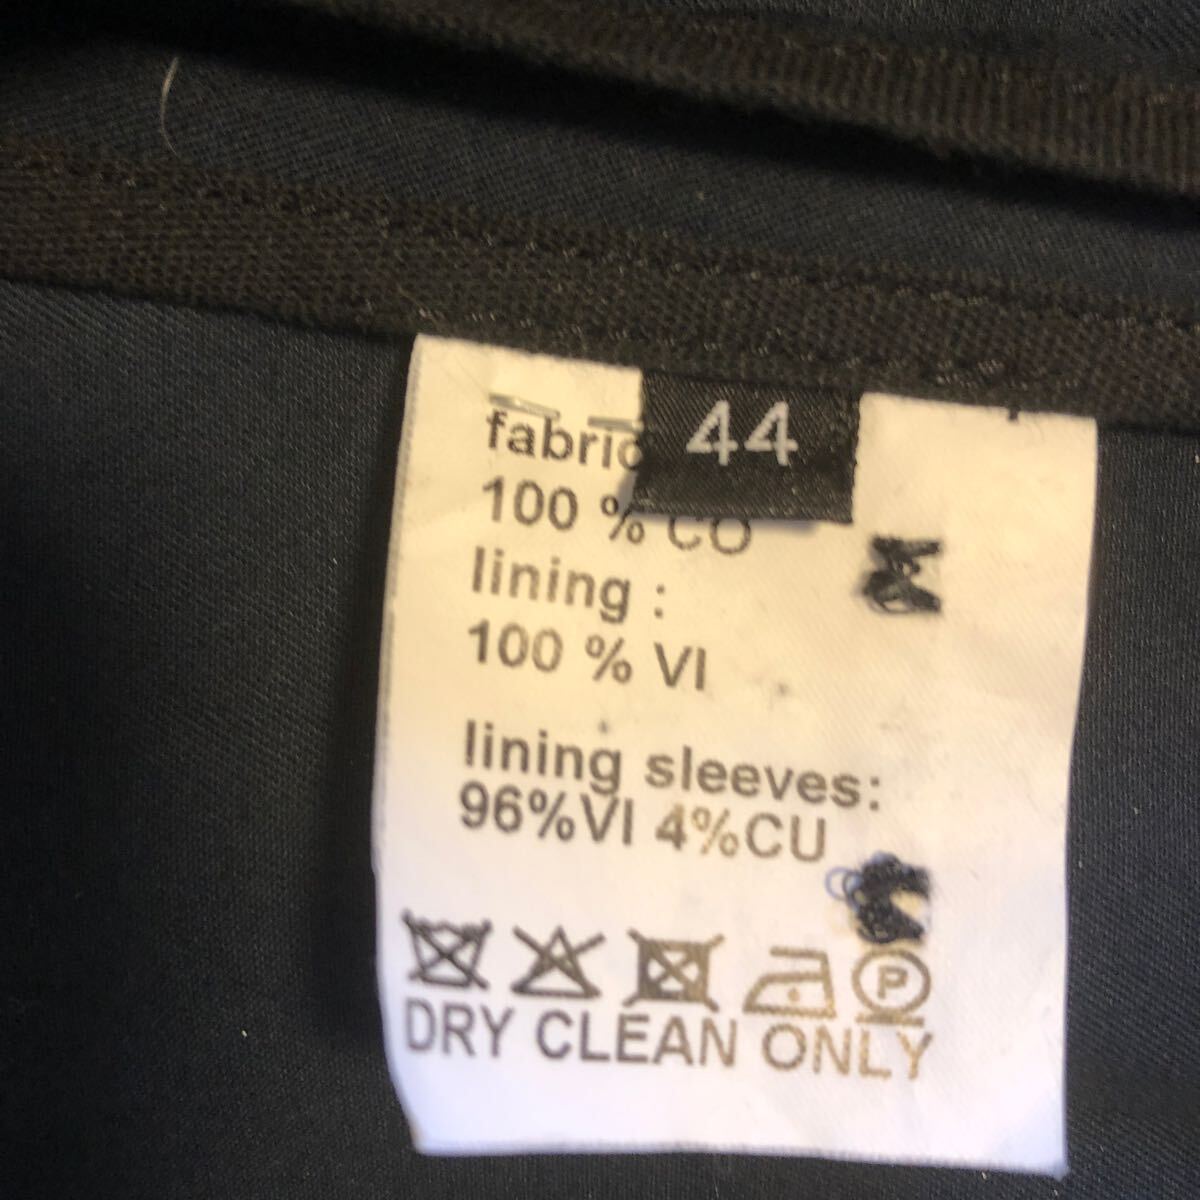 44
fabric
100 % CO
lining :
100 % VI
lining sleeves:
96%VI 4%CU
P
DRY CLEAN ONLY